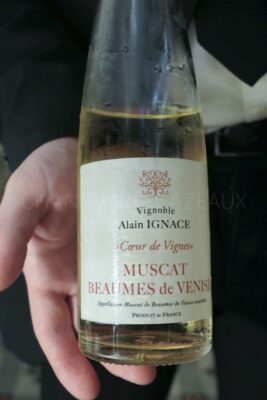 Vignoble
Alain IGNACE
«Cœur de Vignes»
MUSCAT
BEAUMES de VENISE
Appellation Muscat de Beaumes de Venise contrôlée
PRODUIT de FRANCE